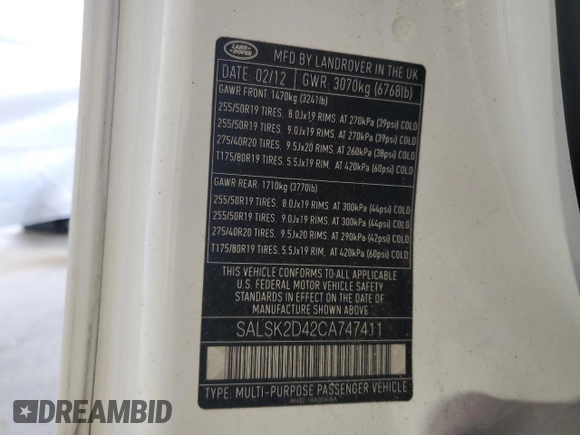 LAND
ROVER
MFD BY LANDROVER IN THE UK
DATE: 02/12 GWR: 3070kg (6768lb)
GAWR FRONT: 1470kg (3241lb)
255/50R19 TIRES, 8.0Jx19 RIMS, AT 270kPa (39psi) COLD
255/50R19 TIRES, 9.0Jx19 RIMS, AT 270kPa (39psi) COLD
275/40R20 TIRES, 9.5Jx20 RIMS, AT 260kPa (38psi) COLD
T175/80R19 TIRES, 5.5Jx19 RIM, AT 420kPa (60psi) COLD
GAWR REAR: 1710kg (3770lb)
255/50R19 TIRES, 8.0Jx19 RIMS, AT 300kPa (44psi) COLD
255/50R19 TIRES, 9.0Jx19 RIMS, AT 300kPa (44psi) COLD
275/40R20 TIRES, 9.5Jx20 RIMS, AT 290kPa (42psi) COLD
T175/80R19 TIRES, 5.5Jx19 RIM, AT 420kPa (60psi) COLD
THIS VEHICLE CONFORMS TO ALL APPLICABLE
U.S. FEDERAL MOTOR VEHICLE SAFETY
STANDARDS IN EFFECT ON THE DATE OF
MANUFACTURE SHOWN ABOVE
SALSK2D42CA747411
TYPE: MULTI-PURPOSE PASSENGER VEHICLE
DREAMBID